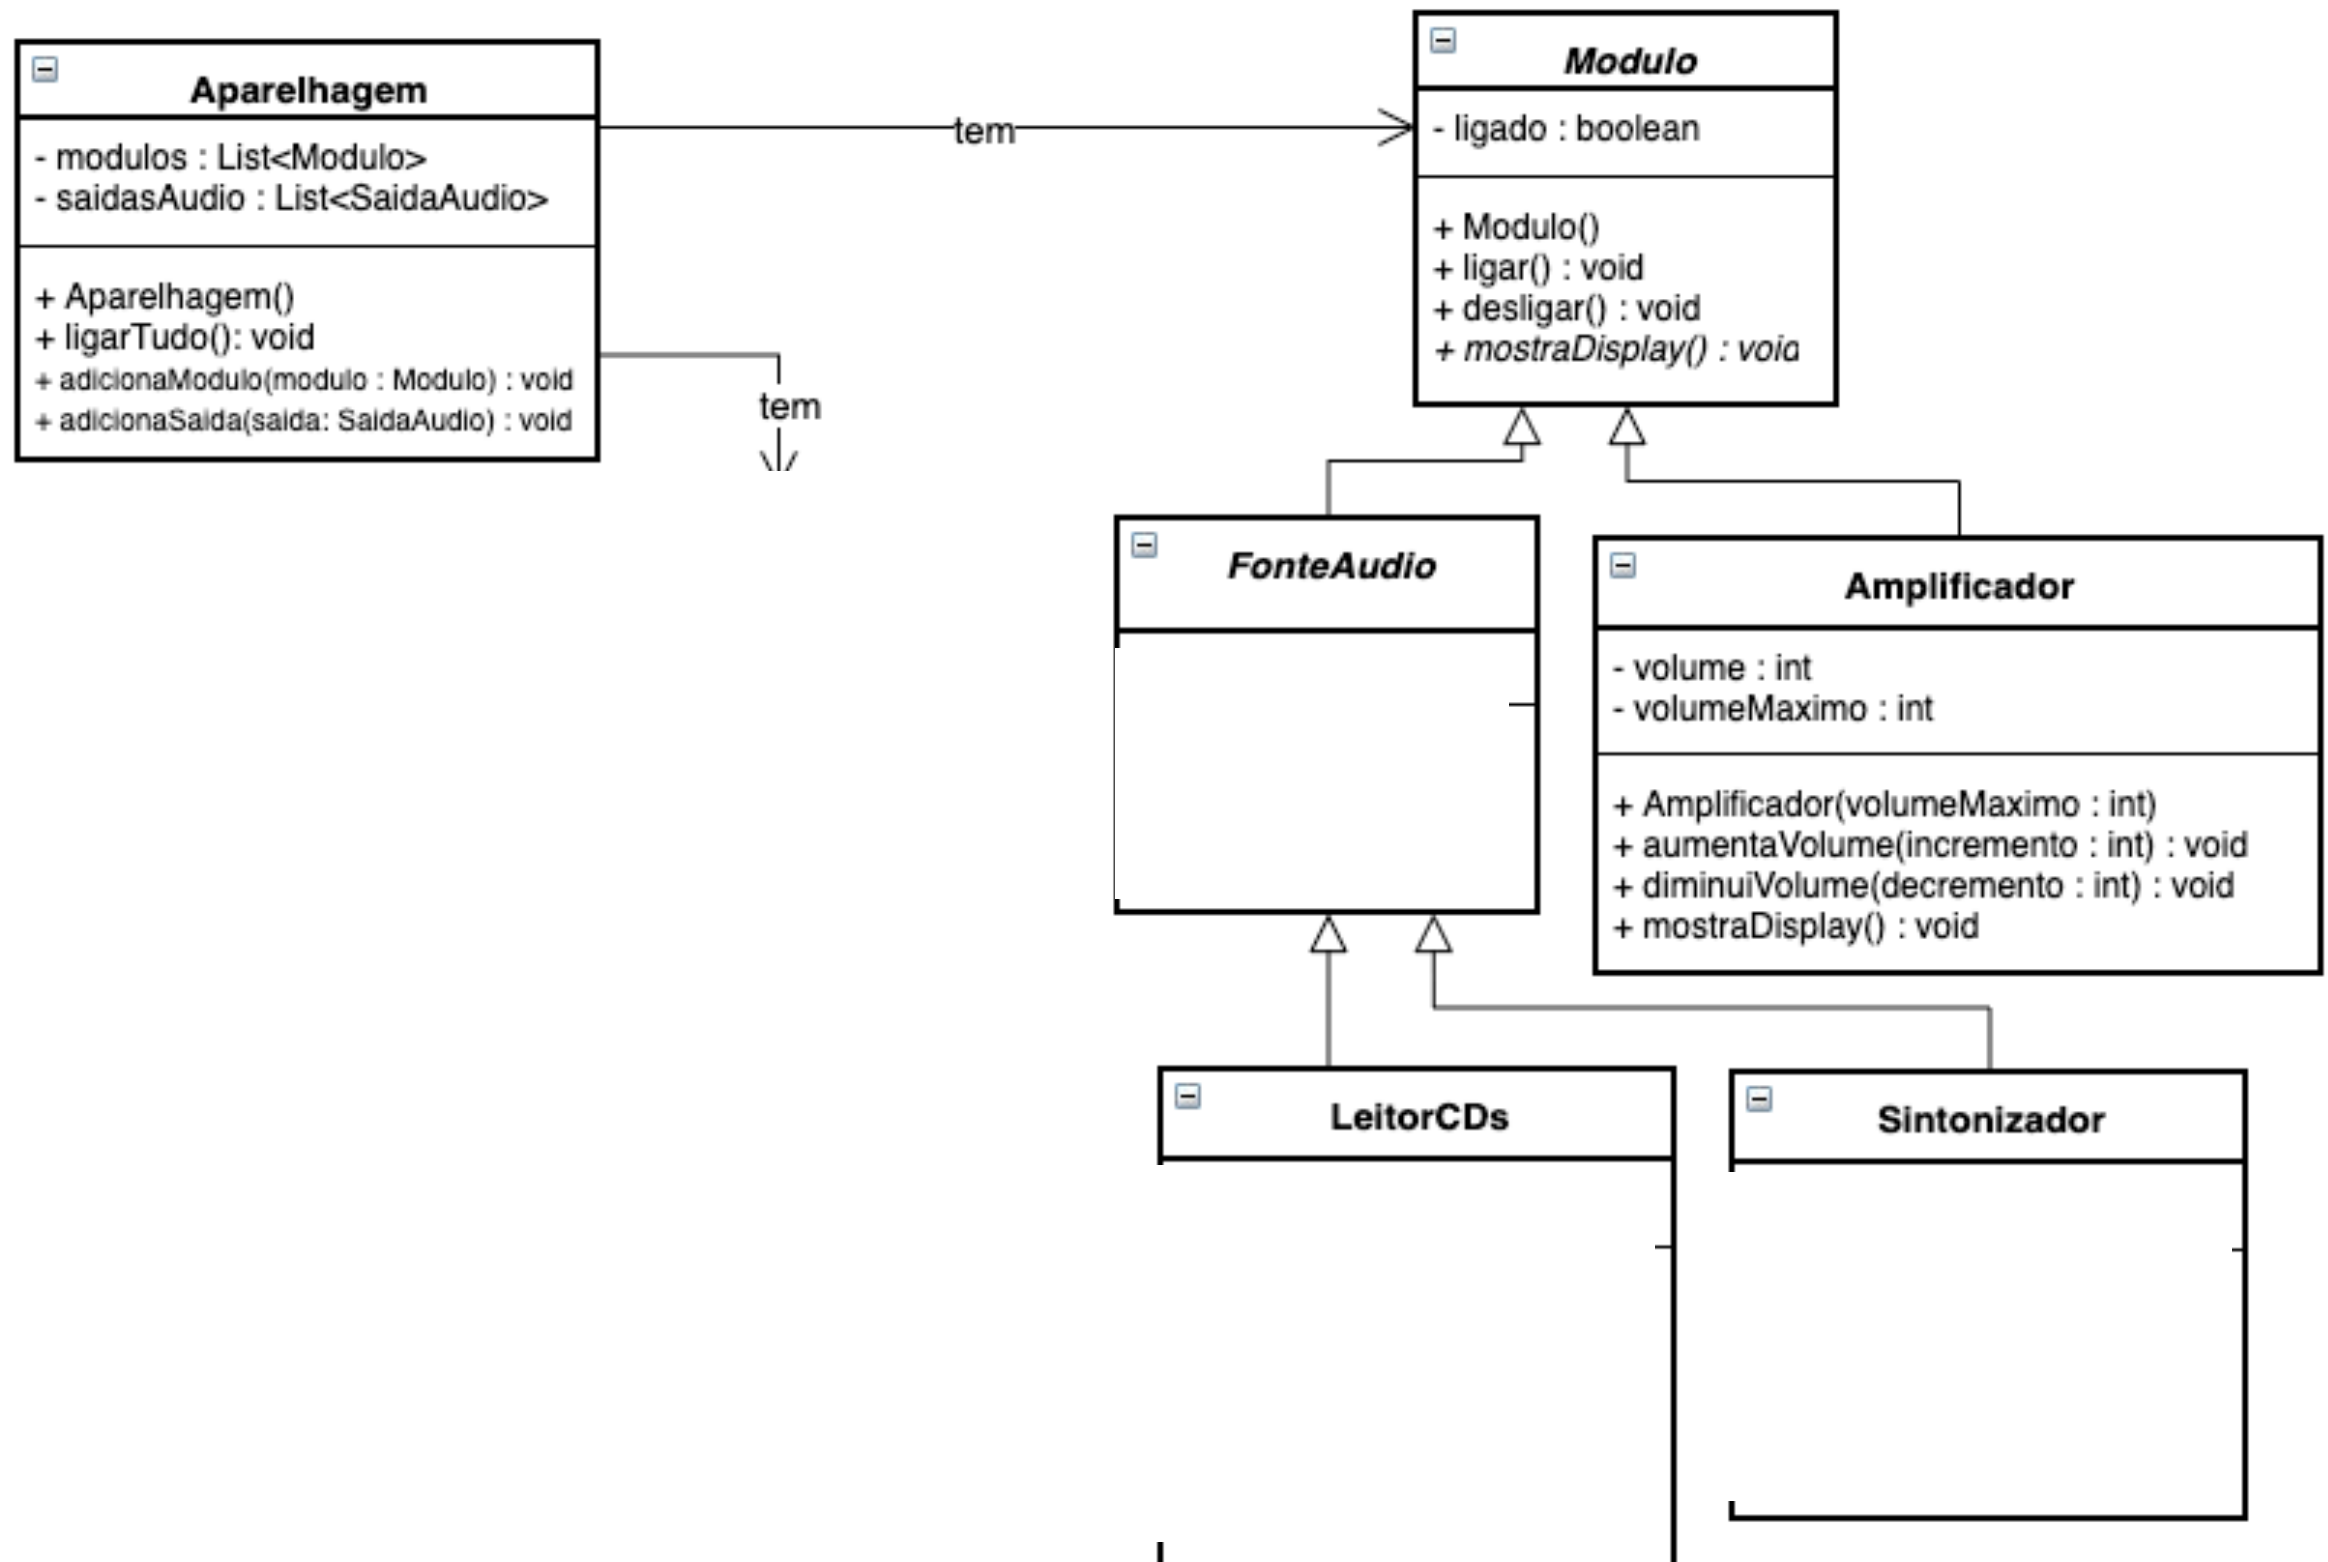 Aparelhagem
- modulos : List<Modulo>
- saidasAudio : List<SaidaAudio>
+ Aparelhagem()
+ ligarTudo(): void
+ adicionaModulo(modulo : Modulo) : void
+ adicionaSaida(saida: SaidaAudio) : void
tem
tem
Modulo
- ligado : boolean
+ Modulo()
+ ligar() : void
+ desligar() : void
+ mostraDisplay() : void
FonteAudio
Amplificador
- volume : int
- volumeMaximo : int
+ Amplificador(volumeMaximo : int)
+ aumentaVolume(incremento : int) : void
+ diminuiVolume(decremento : int) : void
+ mostraDisplay() : void
LeitorCDs
Sintonizador